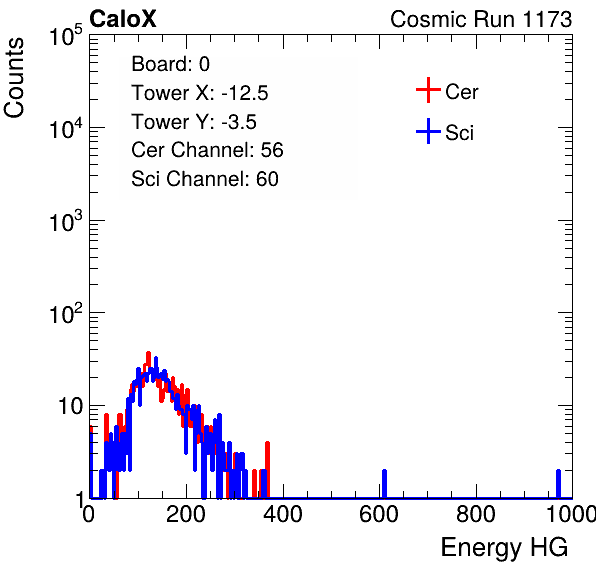 CaloX Cosmic Run 1173
Counts
Board: 0
Tower X: -12.5
Tower Y: -3.5
Cer Channel: 56
Sci Channel: 60
Cer
Sci
10^5
10^4
10^3
10^2
10
1
0 200 400 600 800 1000
Energy HG